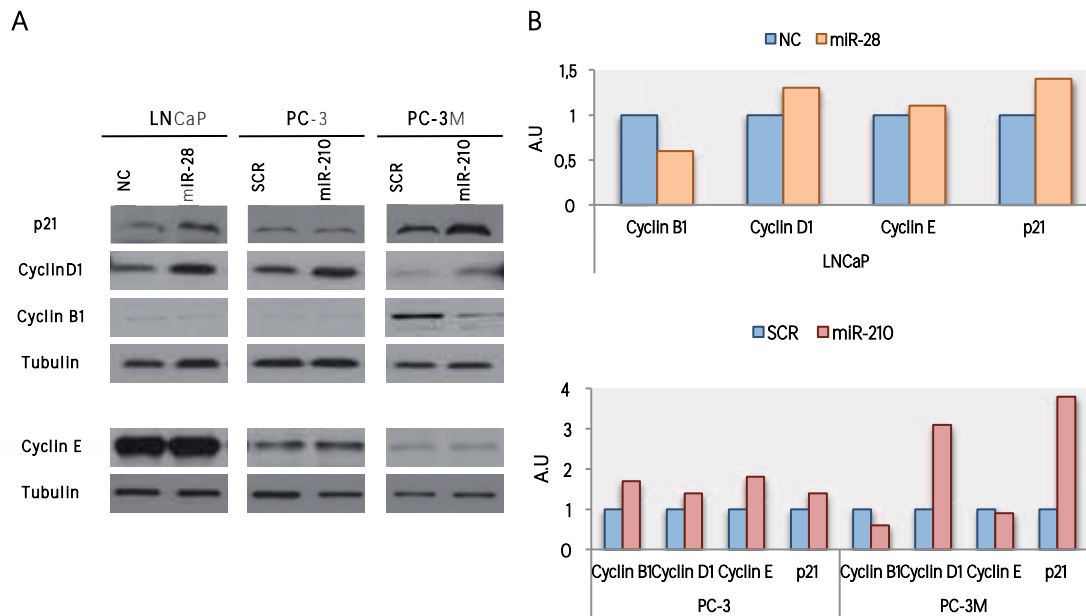 A
LNCaP PC-3 PC-3M
NC miR-28 SCR miR-210 SCR miR-210
p21
CyclinD1
Cyclin B1
Tubulin
Cyclin E
Tubulin
B
NC miR-28
1,5
1
0,5
0
A.U
Cyclin B1 Cyclin D1 Cyclin E p21
LNCaP
SCR miR-210
4
3
2
1
0
A.U
Cyclin B1 Cyclin D1 Cyclin E p21 Cyclin B1 Cyclin D1 Cyclin E p21
PC-3 PC-3M